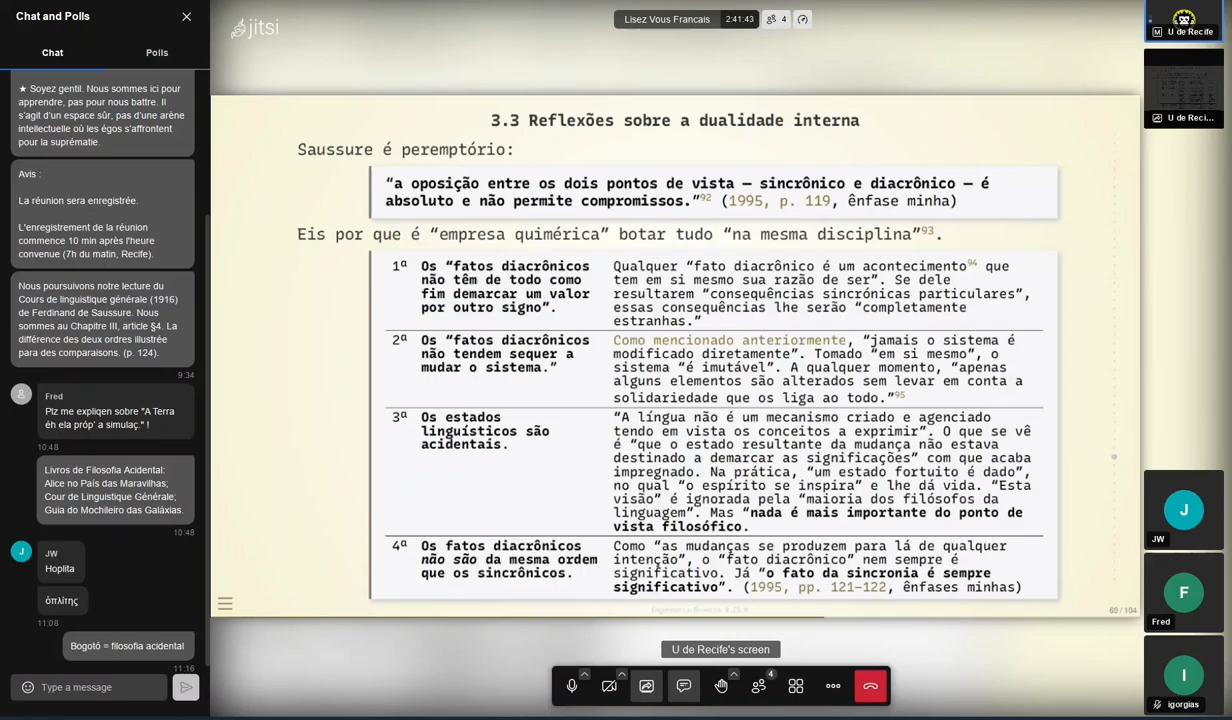 Chat and Polls
Chat
Polls
★ Soyez gentil. Nous sommes ici pour
apprendre, pas pour nous battre. Il
s'agit d'un espace sûr, pas d'une arène
intellectuelle où les égos s'affrontent
pour la suprématie.
Avis :
La réunion sera enregistrée.
L'enregistrement de la réunion
commence 10 min après l'heure
convenue (7h du matin, Recife).
Nous poursuivons notre lecture du
Cours de linguistique générale (1916)
de Ferdinand de Saussure. Nous
sommes au Chapitre III, article §4. La
différence des deux ordres illustrée
para des comparaisons. (p. 124).
9:34
Fred
Plz me expliqen sobre "A Terra
éh ela próp' a simulaç." !
10:48
Livros de Filosofia Acidental:
Alice no País das Maravilhas;
Cour de Linguistique Générale;
Guia do Mochileiro das Galáxias.
10:48
J
JW
Hoplita
ὁπλίτης
11:08
Bogotó = filosofia acidental
11:16
Type a message
jitsi
Lisez Vous Francais
2:41:43
4
3.3 Reflexões sobre a dualidade interna
Saussure é peremptório:
"a oposição entre os dois pontos de vista — sincrônico e diacrônico — é
absoluto e não permite compromissos."92 (1995, p. 119, ênfase minha)
Eis por que é "empresa quimérica" botar tudo "na mesma disciplina"93.
1ª Os "fatos diacrônicos
não têm de todo como
fim demarcar um valor
por outro signo".
Qualquer "fato diacrônico é um acontecimento94 que
tem em si mesmo sua razão de ser". Se dele
resultarem "consequências sincrónicas particulares",
essas consequências lhe serão "completamente
estranhas."
2ª Os "fatos diacrônicos
não tendem sequer a
mudar o sistema."
Como mencionado anteriormente, "jamais o sistema é
modificado diretamente". Tomado "em si mesmo", o
sistema "é imutável". A qualquer momento, "apenas
alguns elementos são alterados sem levar em conta a
solidariedade que os liga ao todo."95
3ª Os estados
linguísticos são
acidentais.
"A língua não é um mecanismo criado e agenciado
tendo em vista os conceitos a exprimir". O que se vê
é "que o estado resultante da mudança não estava
destinado a demarcar as significações" com que acaba
impregnado. Na prática, "um estado fortuito é dado",
no qual "o espírito se inspira" e lhe dá vida. "Esta
visão" é ignorada pela "maioria dos filósofos da
linguagem". Mas "nada é mais importante do ponto de
vista filosófico.
4ª Os fatos diacrônicos
não são da mesma ordem
que os sincrônicos.
Como "as mudanças se produzem para lá de qualquer
intenção", o "fato diacrônico" nem sempre é
significativo. Já "o fato da sincronia é sempre
significativo". (1995, pp. 121–122, ênfases minhas)
69 / 104
U de Recife's screen
4
M U de Recife
U de Reci...
J
JW
F
Fred
I
igorgias